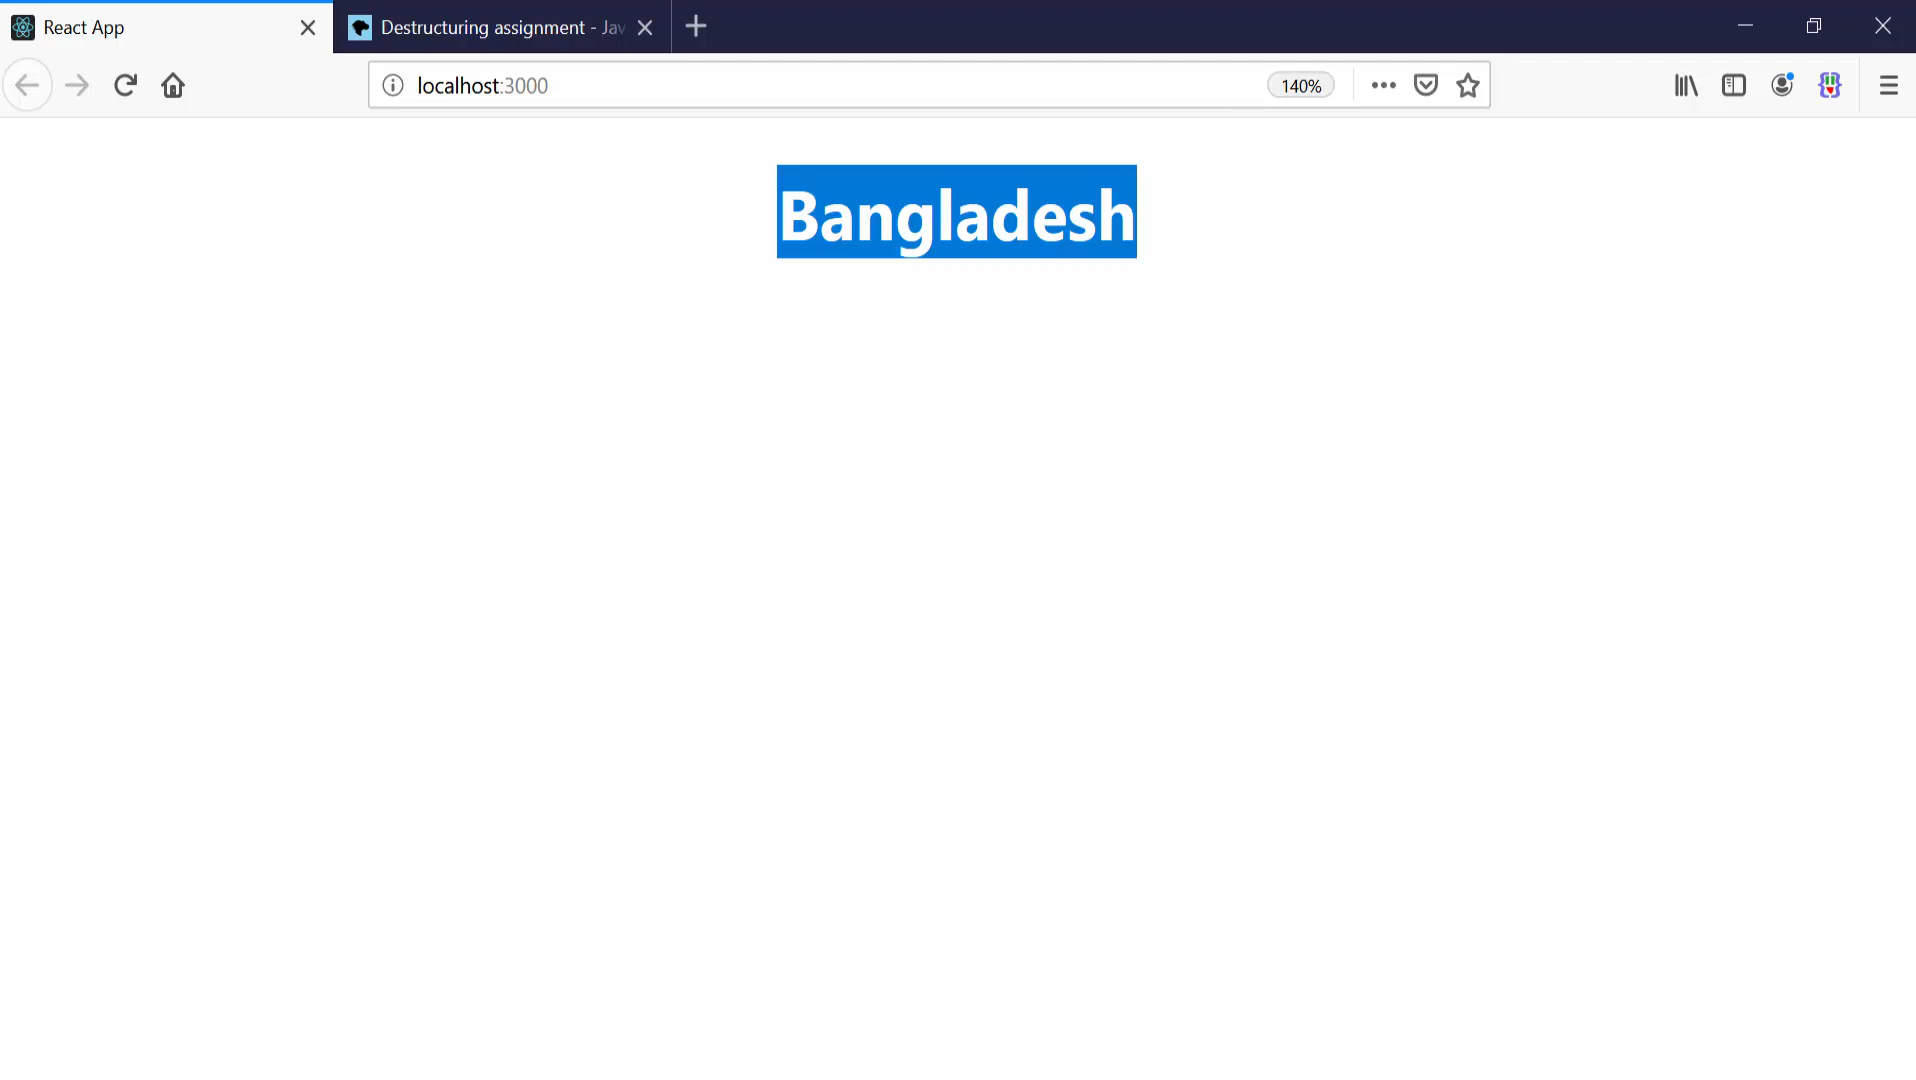 React App
Destructuring assignment - Jav
localhost:3000
140%
Bangladesh